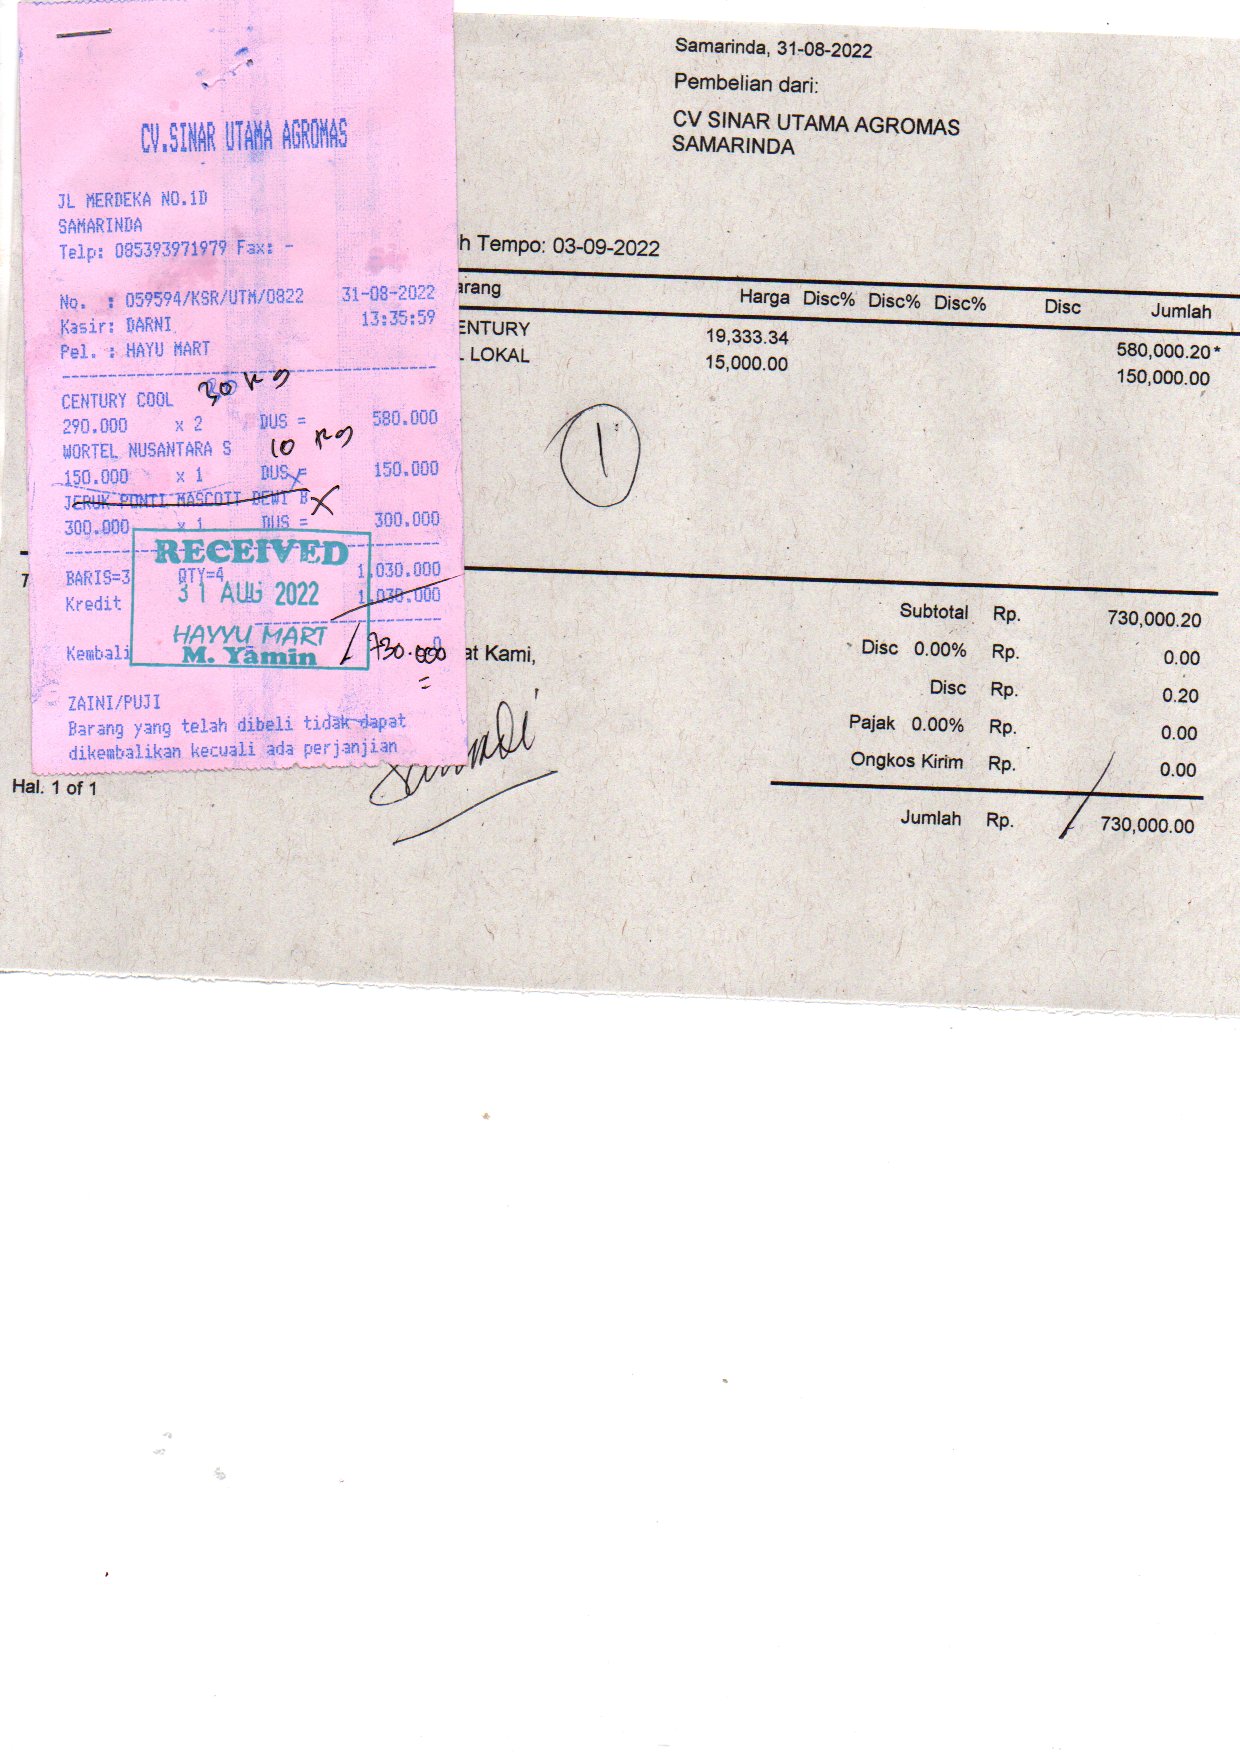 CV.SINAR UTAMA AGROMAS
JL MERDEKA NO.1D
SAMARINDA
Telp: 085393971979 Fax: -
No. : 059594/KSR/UTM/0822 31-08-2022
Kasir: DARNI 13:35:59
Pel. : HAYU MART
30 Kg
CENTURY COOL
290.000 x 2 DUS = 580.000
WORTEL NUSANTARA S 10 Kg
150.000 x 1 DUS = 150.000
JERUK PONTI MASCOTT DEWI B X
300.000 x 1 DUS = 300.000
RECEIVED
BARIS=3 QTY=4 1.030.000
31 AUG 2022
Kredit 1.030.000
HAYYU MART
M. Yamin
Kembali 0
730.000
=
ZAINI/PUJI
Barang yang telah dibeli tidak dapat
dikembalikan kecuali ada perjanjian
Samarinda, 31-08-2022
Pembelian dari:
CV SINAR UTAMA AGROMAS
SAMARINDA
h Tempo: 03-09-2022
arang Harga Disc% Disc% Disc% Disc Jumlah
ENTURY 19,333.34 580,000.20*
LOKAL 15,000.00 150,000.00
1
Subtotal Rp. 730,000.20
Disc 0.00% Rp. 0.00
Disc Rp. 0.20
Pajak 0.00% Rp. 0.00
Ongkos Kirim Rp. 0.00
Jumlah Rp. 730,000.00
at Kami,
Hal. 1 of 1